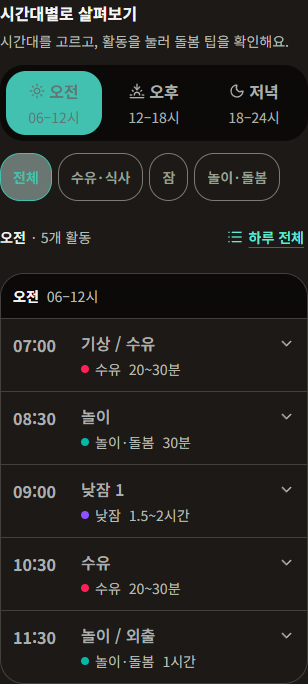 시간대별로 살펴보기
시간대를 고르고, 활동을 눌러 돌봄 팁을 확인해요.
오전 오후 저녁
06–12시 12–18시 18–24시
전체 수유·식사 잠 놀이·돌봄
오전 · 5개 활동 하루 전체
오전 06–12시
07:00 기상 / 수유
수유 20~30분
08:30 놀이
놀이·돌봄 30분
09:00 낮잠 1
낮잠 1.5~2시간
10:30 수유
수유 20~30분
11:30 놀이 / 외출
놀이·돌봄 1시간